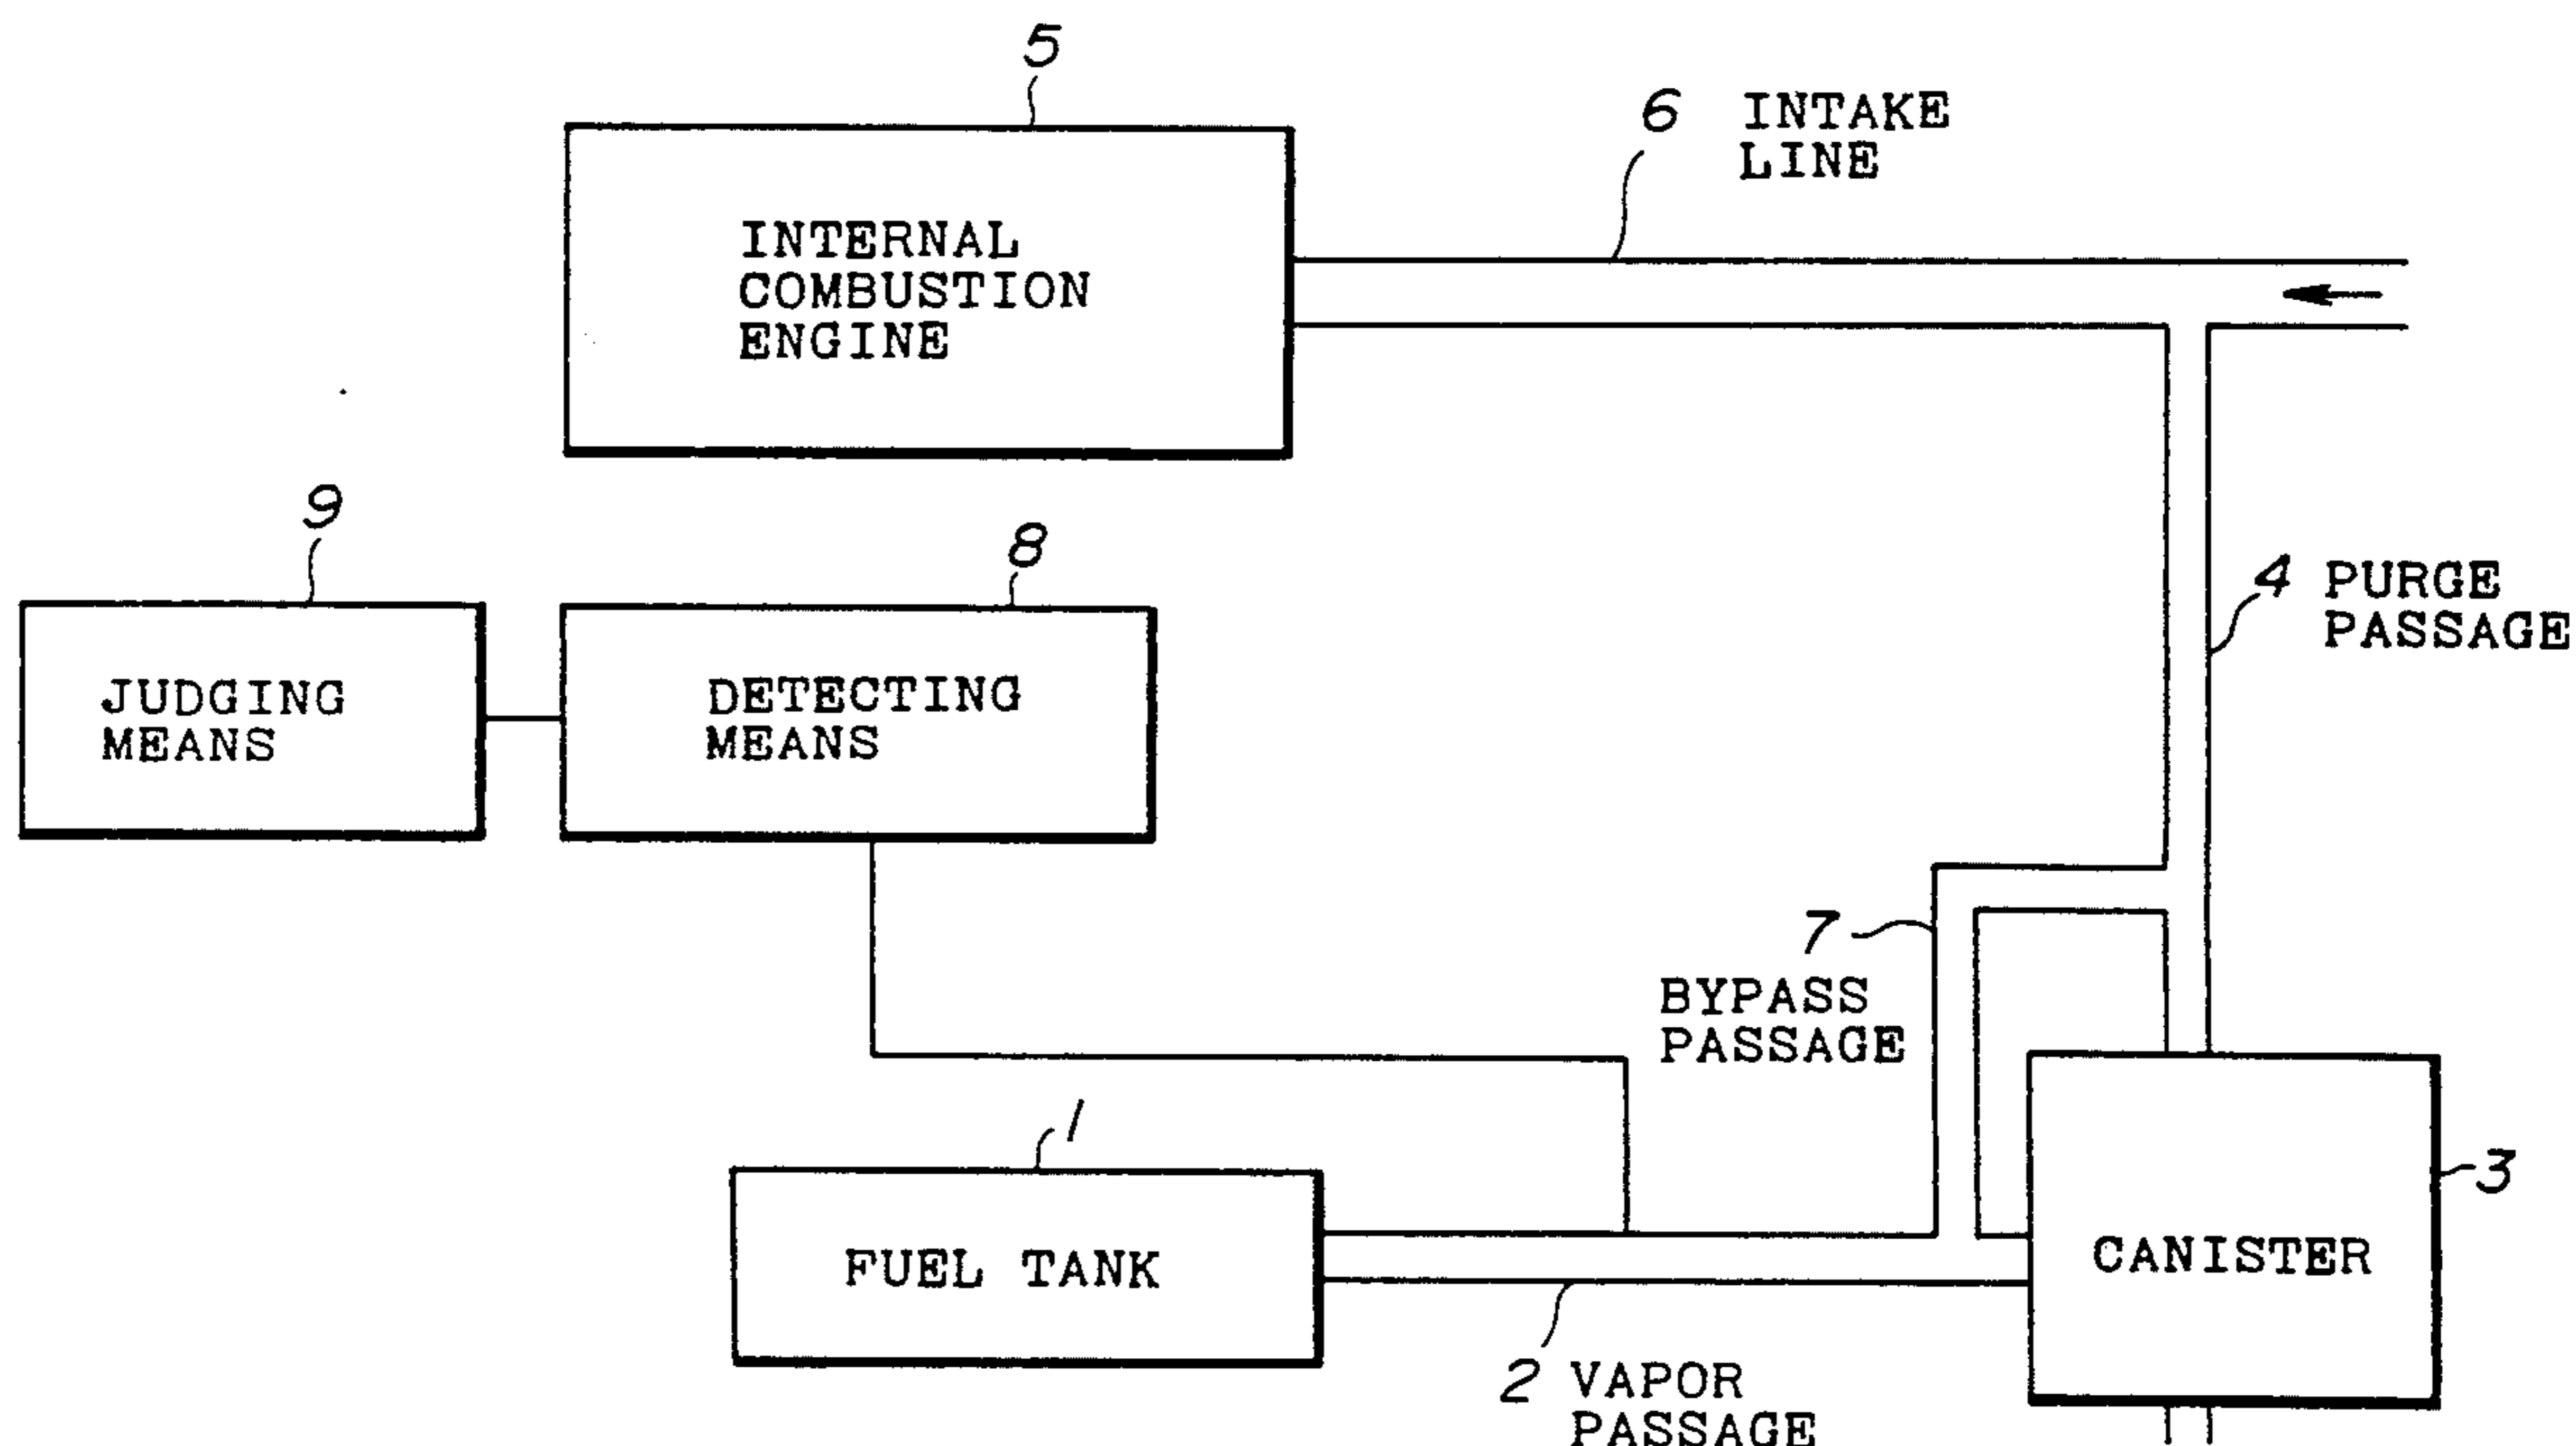 5
6 INTAKE
LINE
INTERNAL
COMBUSTION
ENGINE
9
8
4 PURGE
PASSAGE
JUDGING
MEANS
DETECTING
MEANS
7
BYPASS
PASSAGE
1
3
FUEL TANK
CANISTER
2 VAPOR
PASSAGE